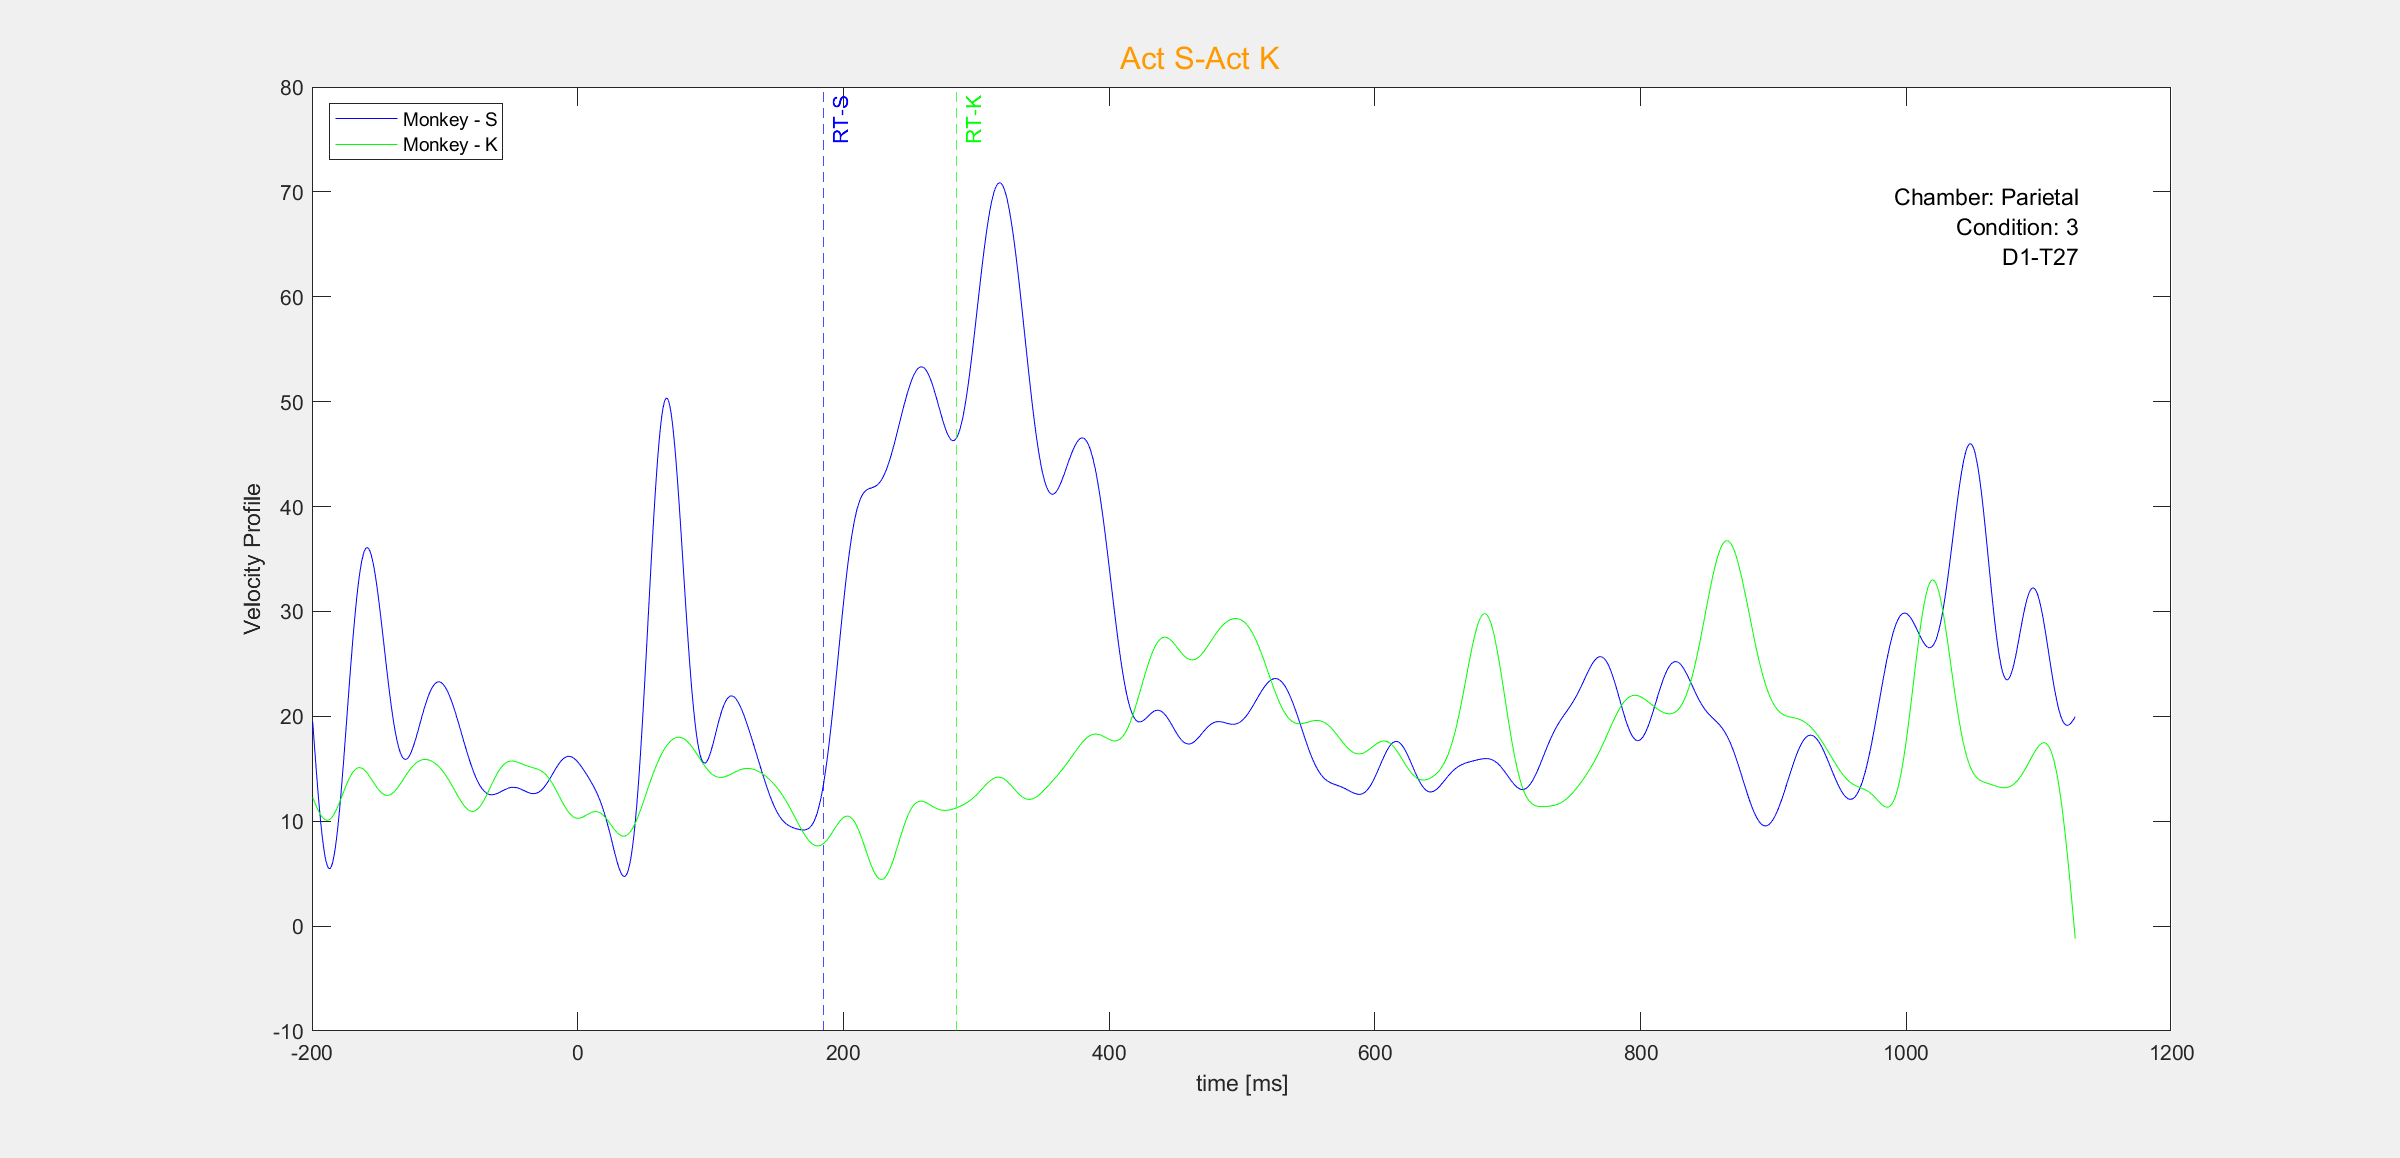 Act S-Act K
Monkey - S
Monkey - K
RT-S
RT-K
Chamber: Parietal
Condition: 3
D1-T27
80
70
60
50
40
30
20
10
0
-10
Velocity Profile
-200
0
200
400
600
800
1000
1200
time [ms]